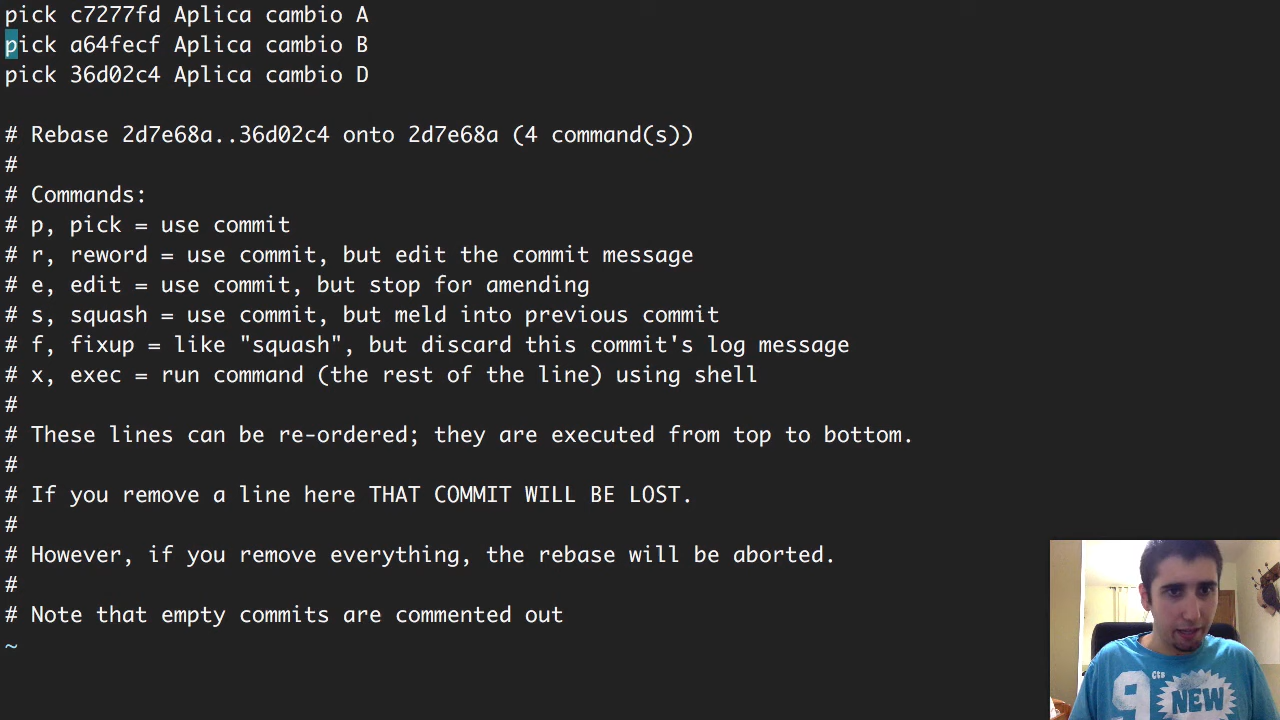 pick c7277fd Aplica cambio A
pick a64fecf Aplica cambio B
pick 36d02c4 Aplica cambio D
# Rebase 2d7e68a..36d02c4 onto 2d7e68a (4 command(s))
#
# Commands:
# p, pick = use commit
# r, reword = use commit, but edit the commit message
# e, edit = use commit, but stop for amending
# s, squash = use commit, but meld into previous commit
# f, fixup = like "squash", but discard this commit's log message
# x, exec = run command (the rest of the line) using shell
#
# These lines can be re-ordered; they are executed from top to bottom.
#
# If you remove a line here THAT COMMIT WILL BE LOST.
#
# However, if you remove everything, the rebase will be aborted.
#
# Note that empty commits are commented out
~
9 cts
NEW